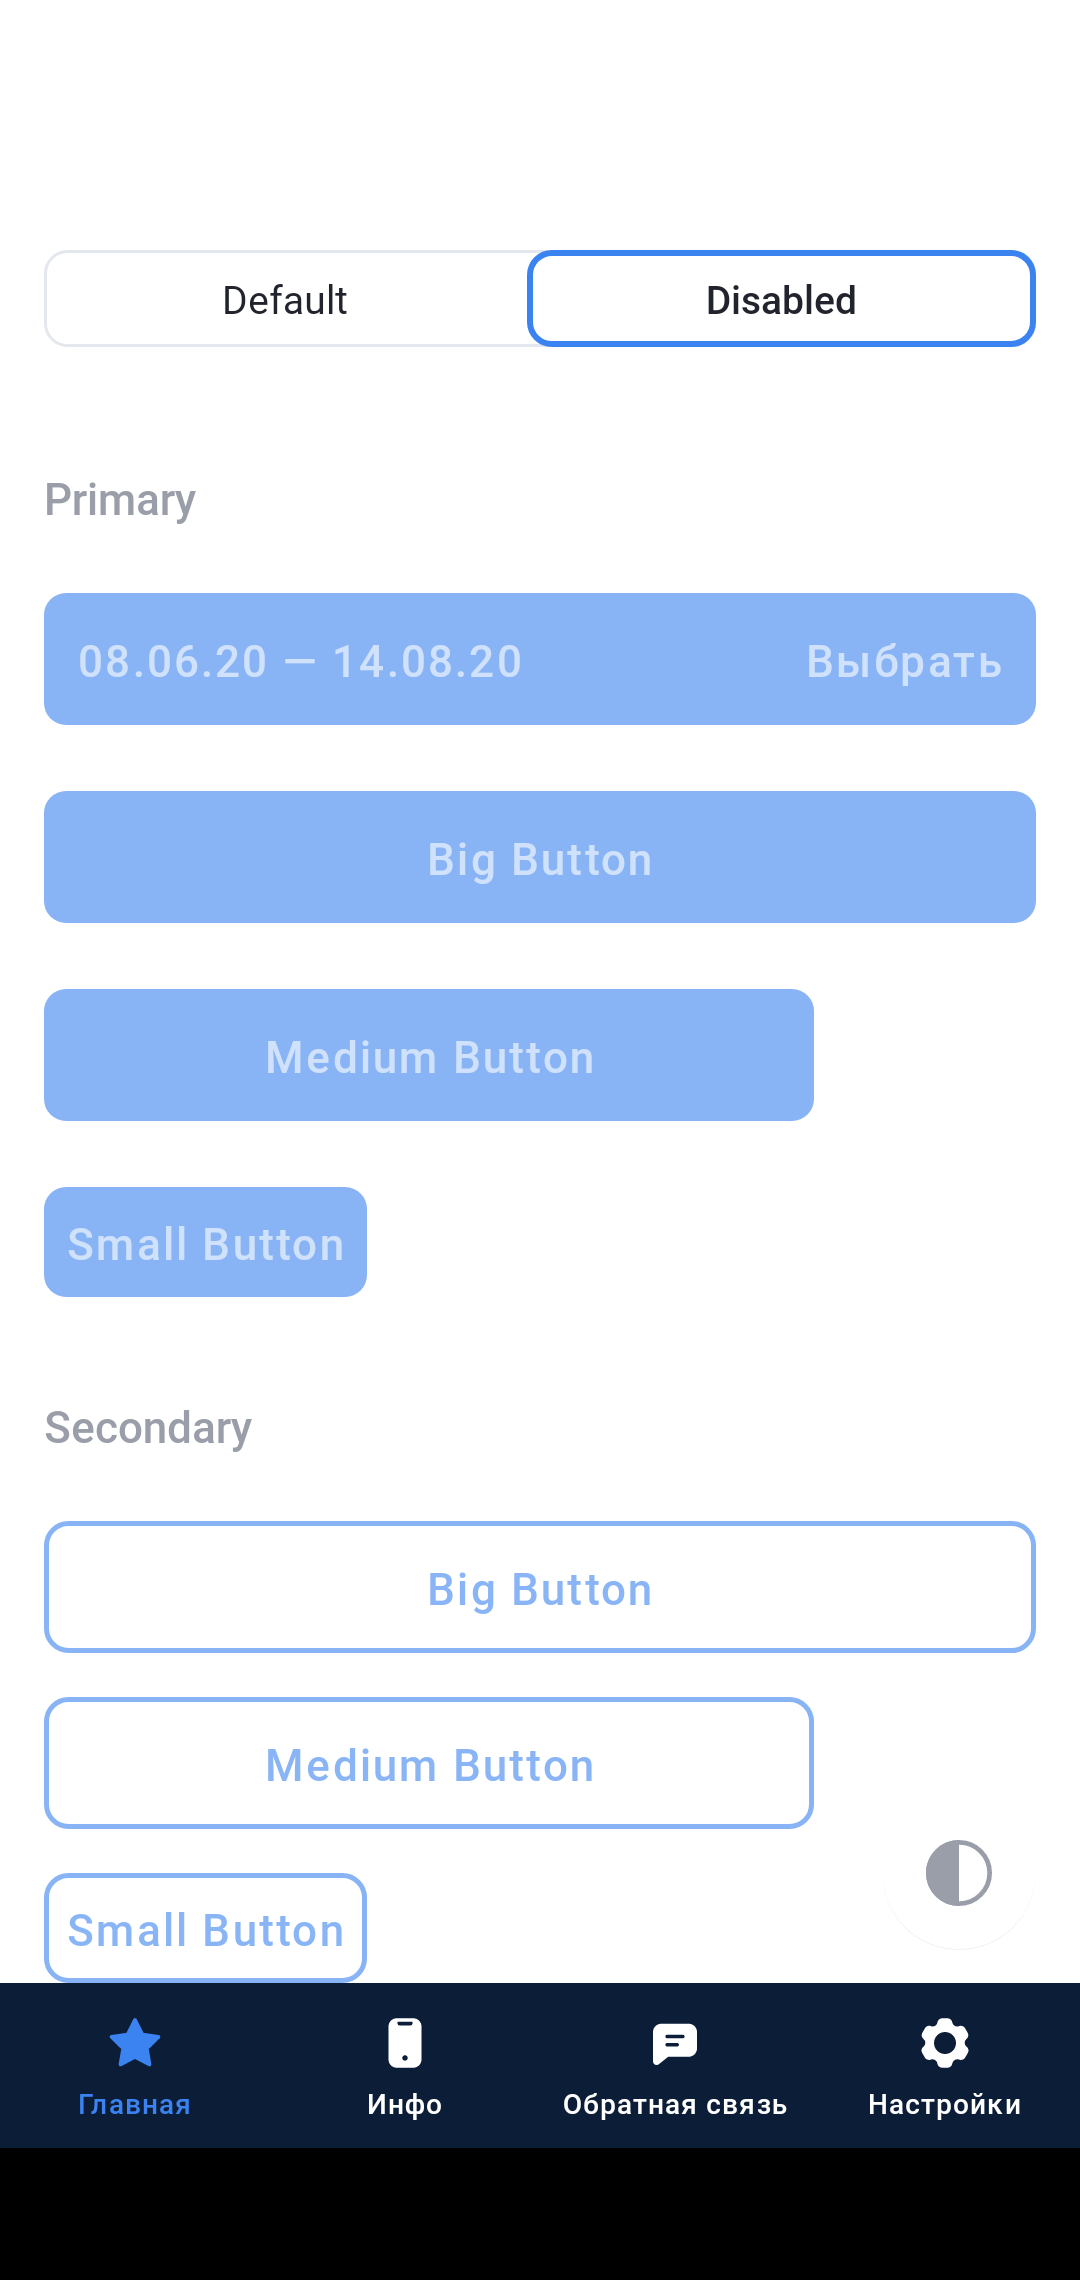 Default Disabled
Primary
08.06.20 — 14.08.20 Выбрать
Big Button
Medium Button
Small Button
Secondary
Big Button
Medium Button
Small Button
Главная Инфо Обратная связь Настройки